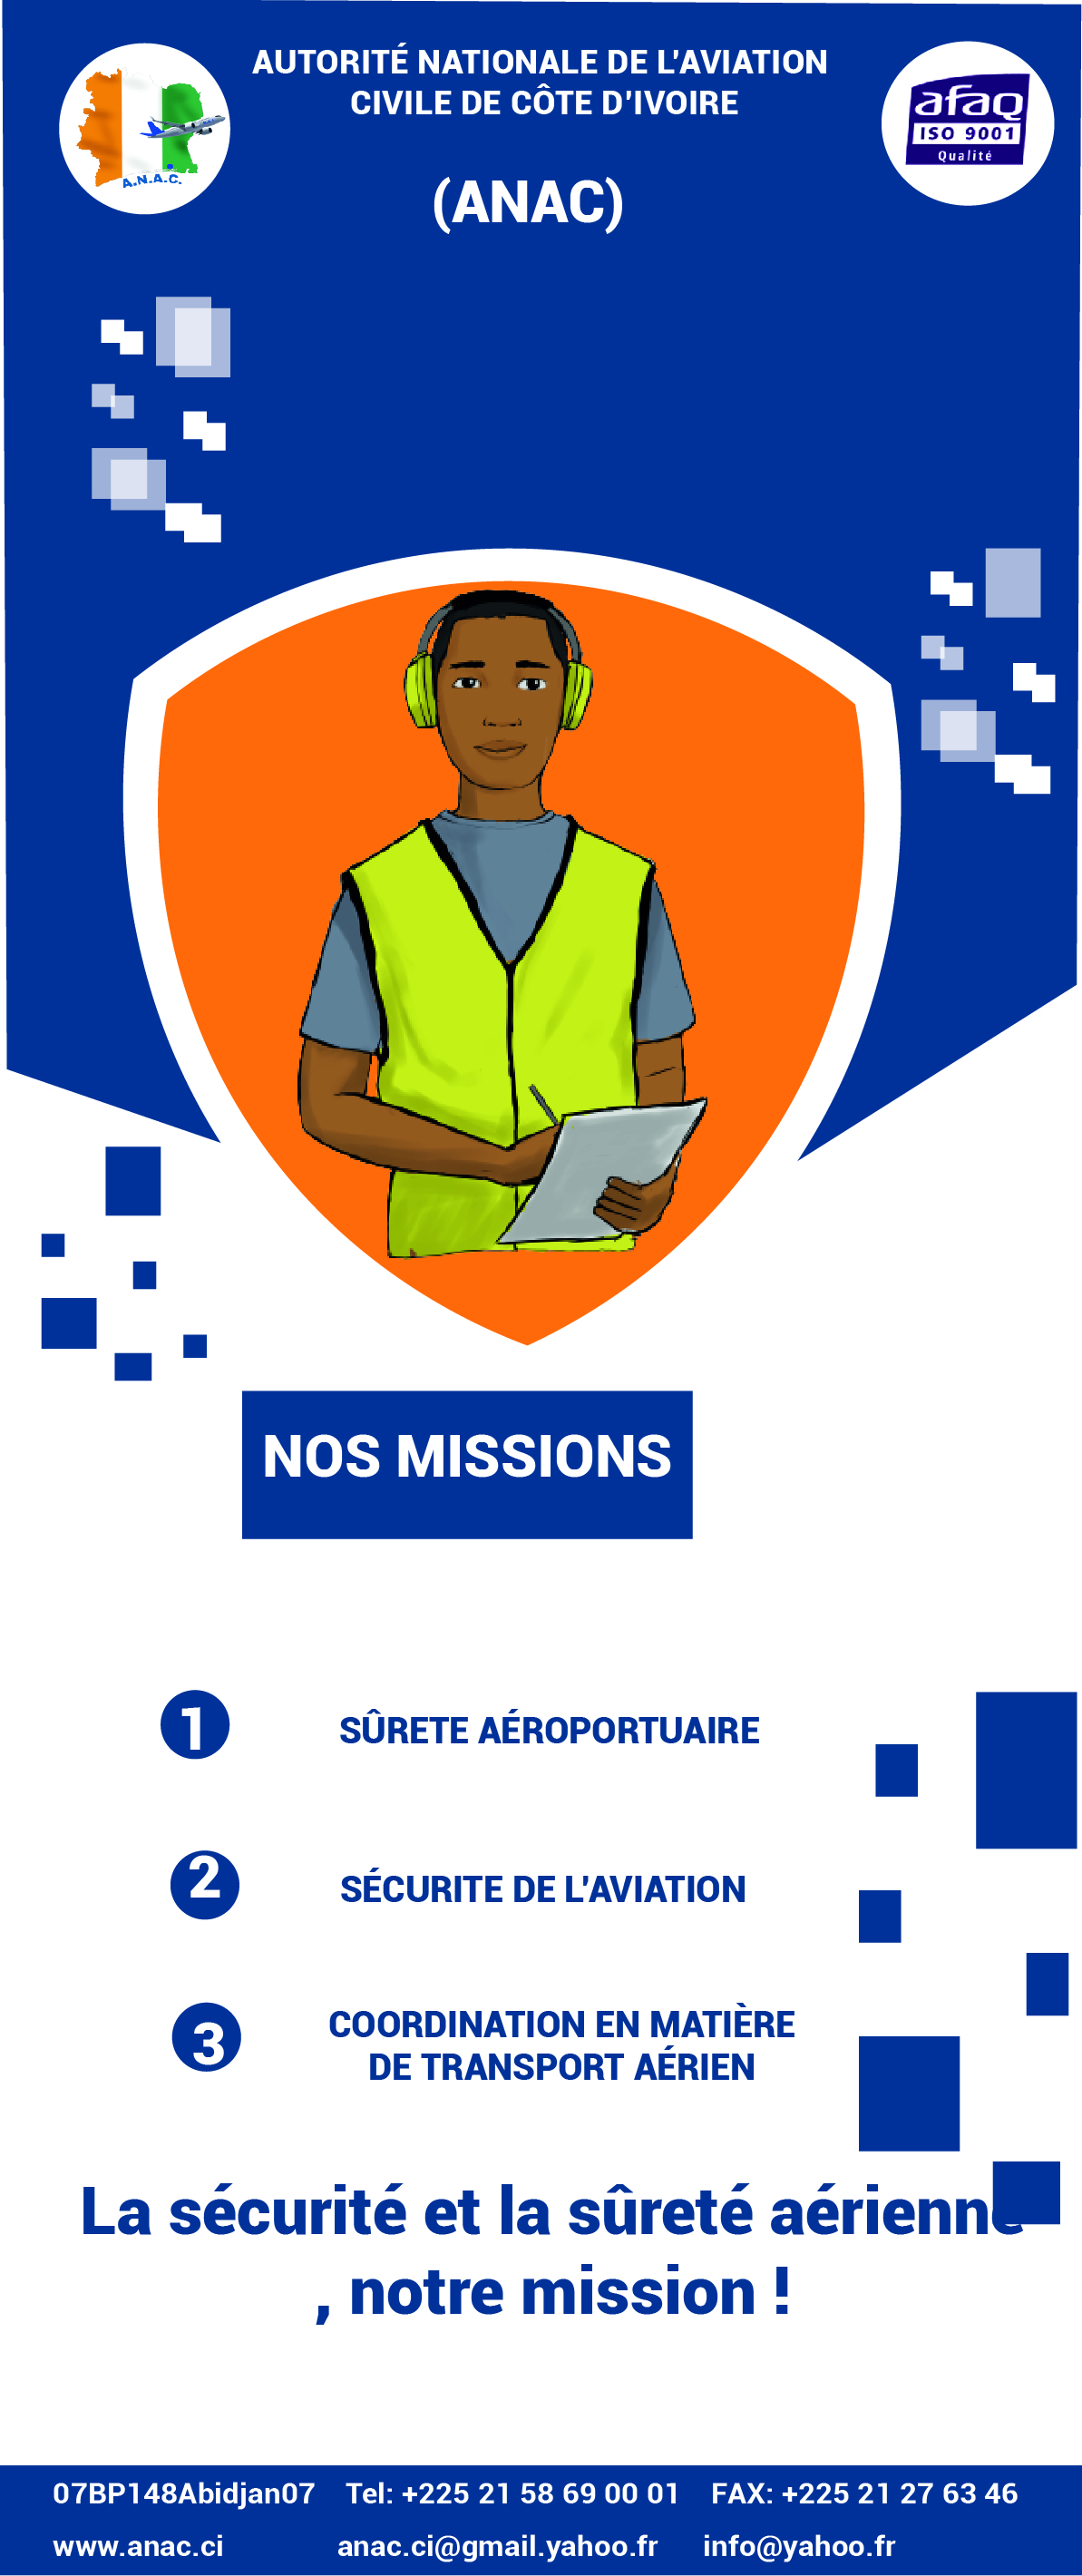 AUTORITÉ NATIONALE DE L'AVIATION
CIVILE DE CÔTE D'IVOIRE
(ANAC)
A.N.A.C.
afaq
ISO 9001
Qualité
NOS MISSIONS
1 SÛRETE AÉROPORTUAIRE
2 SÉCURITE DE L'AVIATION
3 COORDINATION EN MATIÈRE
DE TRANSPORT AÉRIEN
La sécurité et la sûreté aérienne
, notre mission !
07BP148Abidjan07 Tel: +225 21 58 69 00 01 FAX: +225 21 27 63 46
www.anac.ci anac.ci@gmail.yahoo.fr info@yahoo.fr